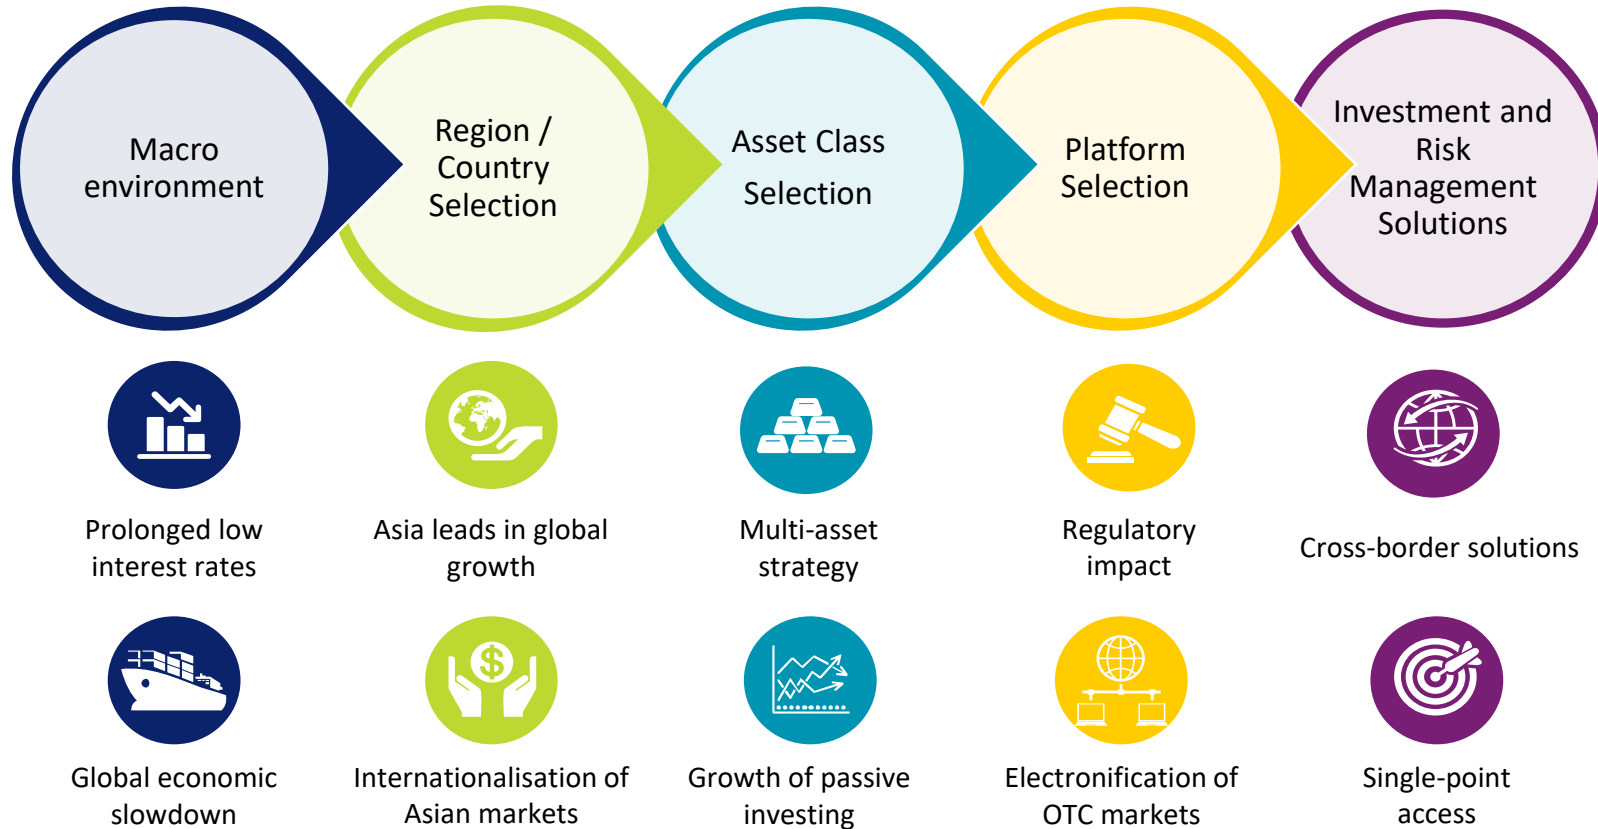 Macro
environment
Region /
Country
Selection
Asset Class
Selection
Platform
Selection
Investment and
Risk
Management
Solutions
Prolonged low
interest rates
Asia leads in global
growth
Multi-asset
strategy
Regulatory
impact
Cross-border solutions
$
Global economic
slowdown
Internationalisation of
Asian markets
Growth of passive
investing
Electronification of
OTC markets
Single-point
access